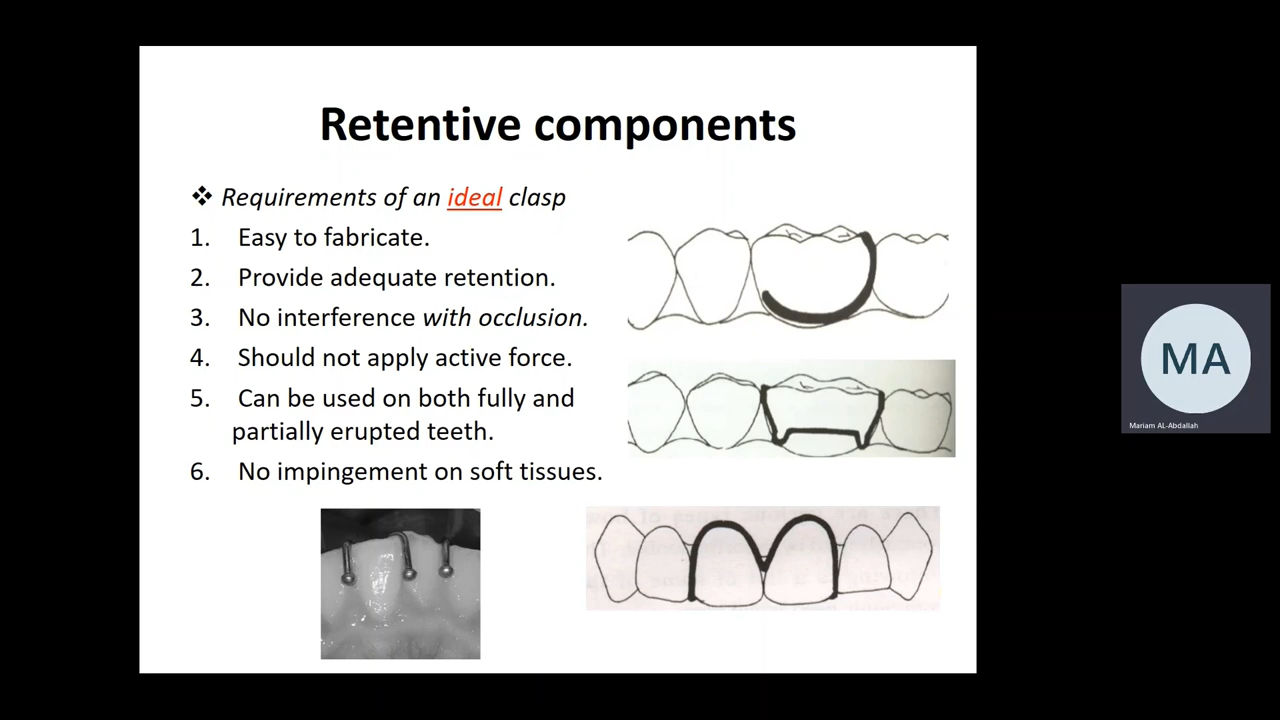 Retentive components
❖ Requirements of an ideal clasp
1. Easy to fabricate.
2. Provide adequate retention.
3. No interference with occlusion.
4. Should not apply active force.
5. Can be used on both fully and
partially erupted teeth.
6. No impingement on soft tissues.
MA
Mariam AL-Abdallah